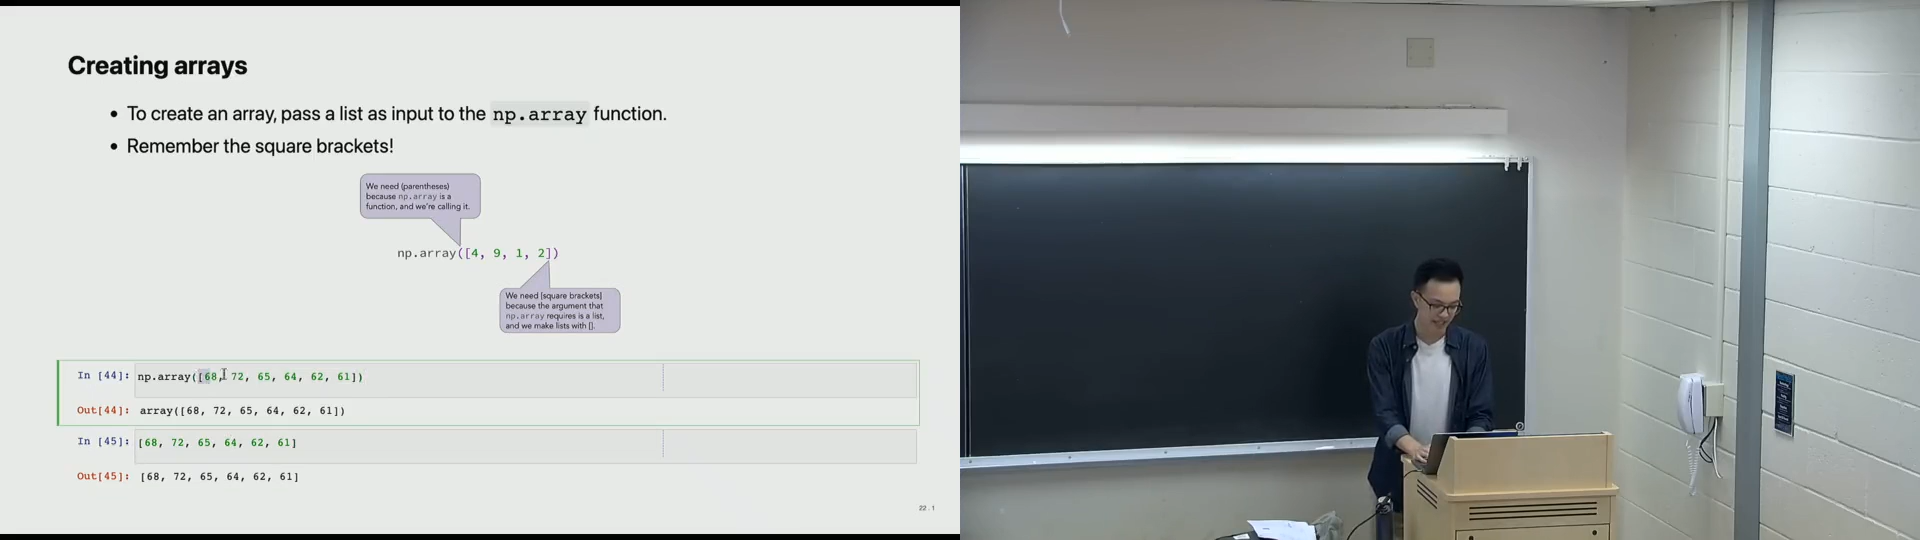 Creating arrays
• To create an array, pass a list as input to the np.array function.
• Remember the square brackets!
We need (parentheses)
because np.array is a
function, and we're calling it.
np.array([4, 9, 1, 2])
We need [square brackets]
because the argument that
np.array requires is a list,
and we make lists with [].
In [44]: np.array([68, 72, 65, 64, 62, 61])
Out[44]: array([68, 72, 65, 64, 62, 61])
In [45]: [68, 72, 65, 64, 62, 61]
Out[45]: [68, 72, 65, 64, 62, 61]
22 . 1